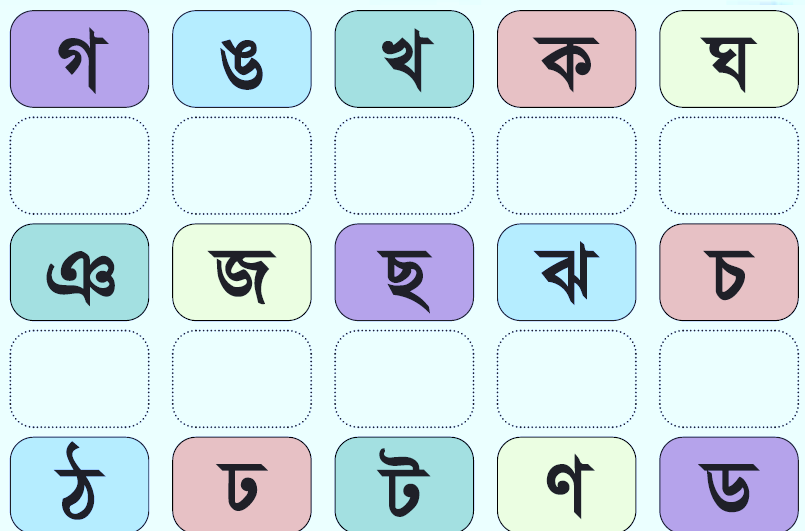 গ ঙ খ ক ঘ
ঞ জ ছ ঝ চ
ঠ ঢ ট ণ ড